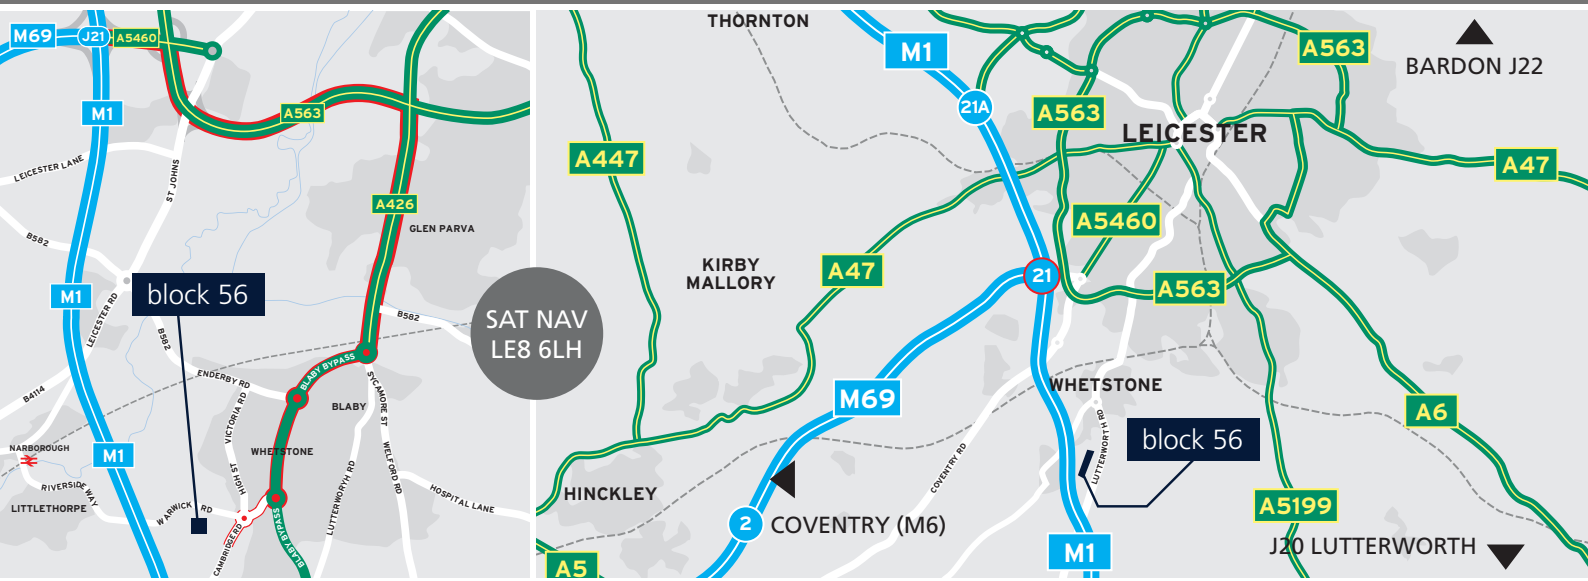 M69
J21
A5460
M1
A563
LEICESTER LANE
ST JOHNS
A426
GLEN PARVA
B582
M1
block 56
LEICESTER RD
B582
B582
BLABY BYPASS
ENDERBY RD
SYCAMORE ST
B4114
VICTORIA RD
BLABY
NARBOROUGH
M1
WHETSTONE
HIGH ST
LUTTERWORYH RD
WELFORD RD
RIVERSIDE WAY
HOSPITAL LANE
LITTLETHORPE
WARWICK RD
CAMBRIDGE RD
BLABY BYPASS
SAT NAV
LE8 6LH
THORNTON
M1
A563
BARDON J22
21A
A563
LEICESTER
A447
A47
A5460
KIRBY
MALLORY
A47
21
A563
WHETSTONE
M69
A6
LUTTERWORTH RD
block 56
COVENTRY RD
HINCKLEY
A5199
2
COVENTRY (M6)
J20 LUTTERWORTH
M1
A5